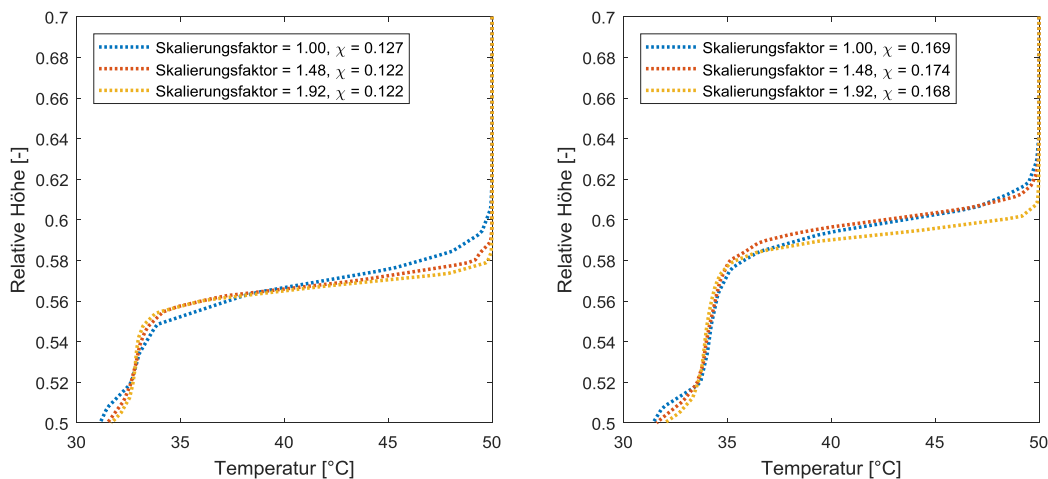 0.7
0.68
0.66
0.64
0.62
0.6
0.58
0.56
0.54
0.52
0.5
Relative Höhe [-]
Skalierungsfaktor = 1.00, χ = 0.127
Skalierungsfaktor = 1.48, χ = 0.122
Skalierungsfaktor = 1.92, χ = 0.122
30 35 40 45 50
Temperatur [°C]
0.7
0.68
0.66
0.64
0.62
0.6
0.58
0.56
0.54
0.52
0.5
Relative Höhe [-]
Skalierungsfaktor = 1.00, χ = 0.169
Skalierungsfaktor = 1.48, χ = 0.174
Skalierungsfaktor = 1.92, χ = 0.168
30 35 40 45 50
Temperatur [°C]